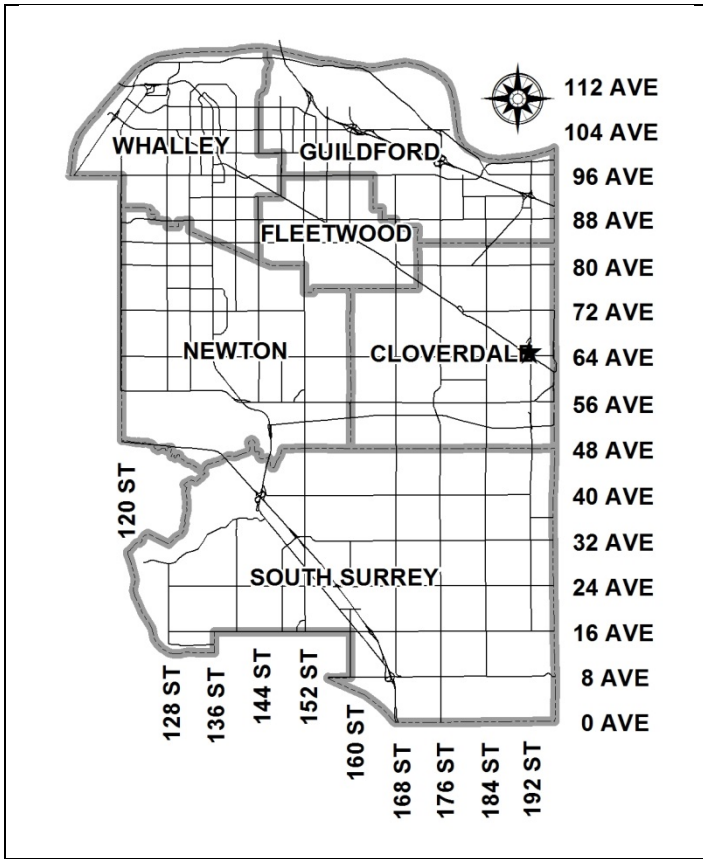 112 AVE
104 AVE
WHALLEY
GUILDFORD
96 AVE
88 AVE
FLEETWOOD
80 AVE
72 AVE
NEWTON
CLOVERDALE
64 AVE
56 AVE
48 AVE
120 ST
40 AVE
32 AVE
SOUTH SURREY
24 AVE
16 AVE
128 ST
136 ST
144 ST
152 ST
160 ST
8 AVE
0 AVE
168 ST
176 ST
184 ST
192 ST